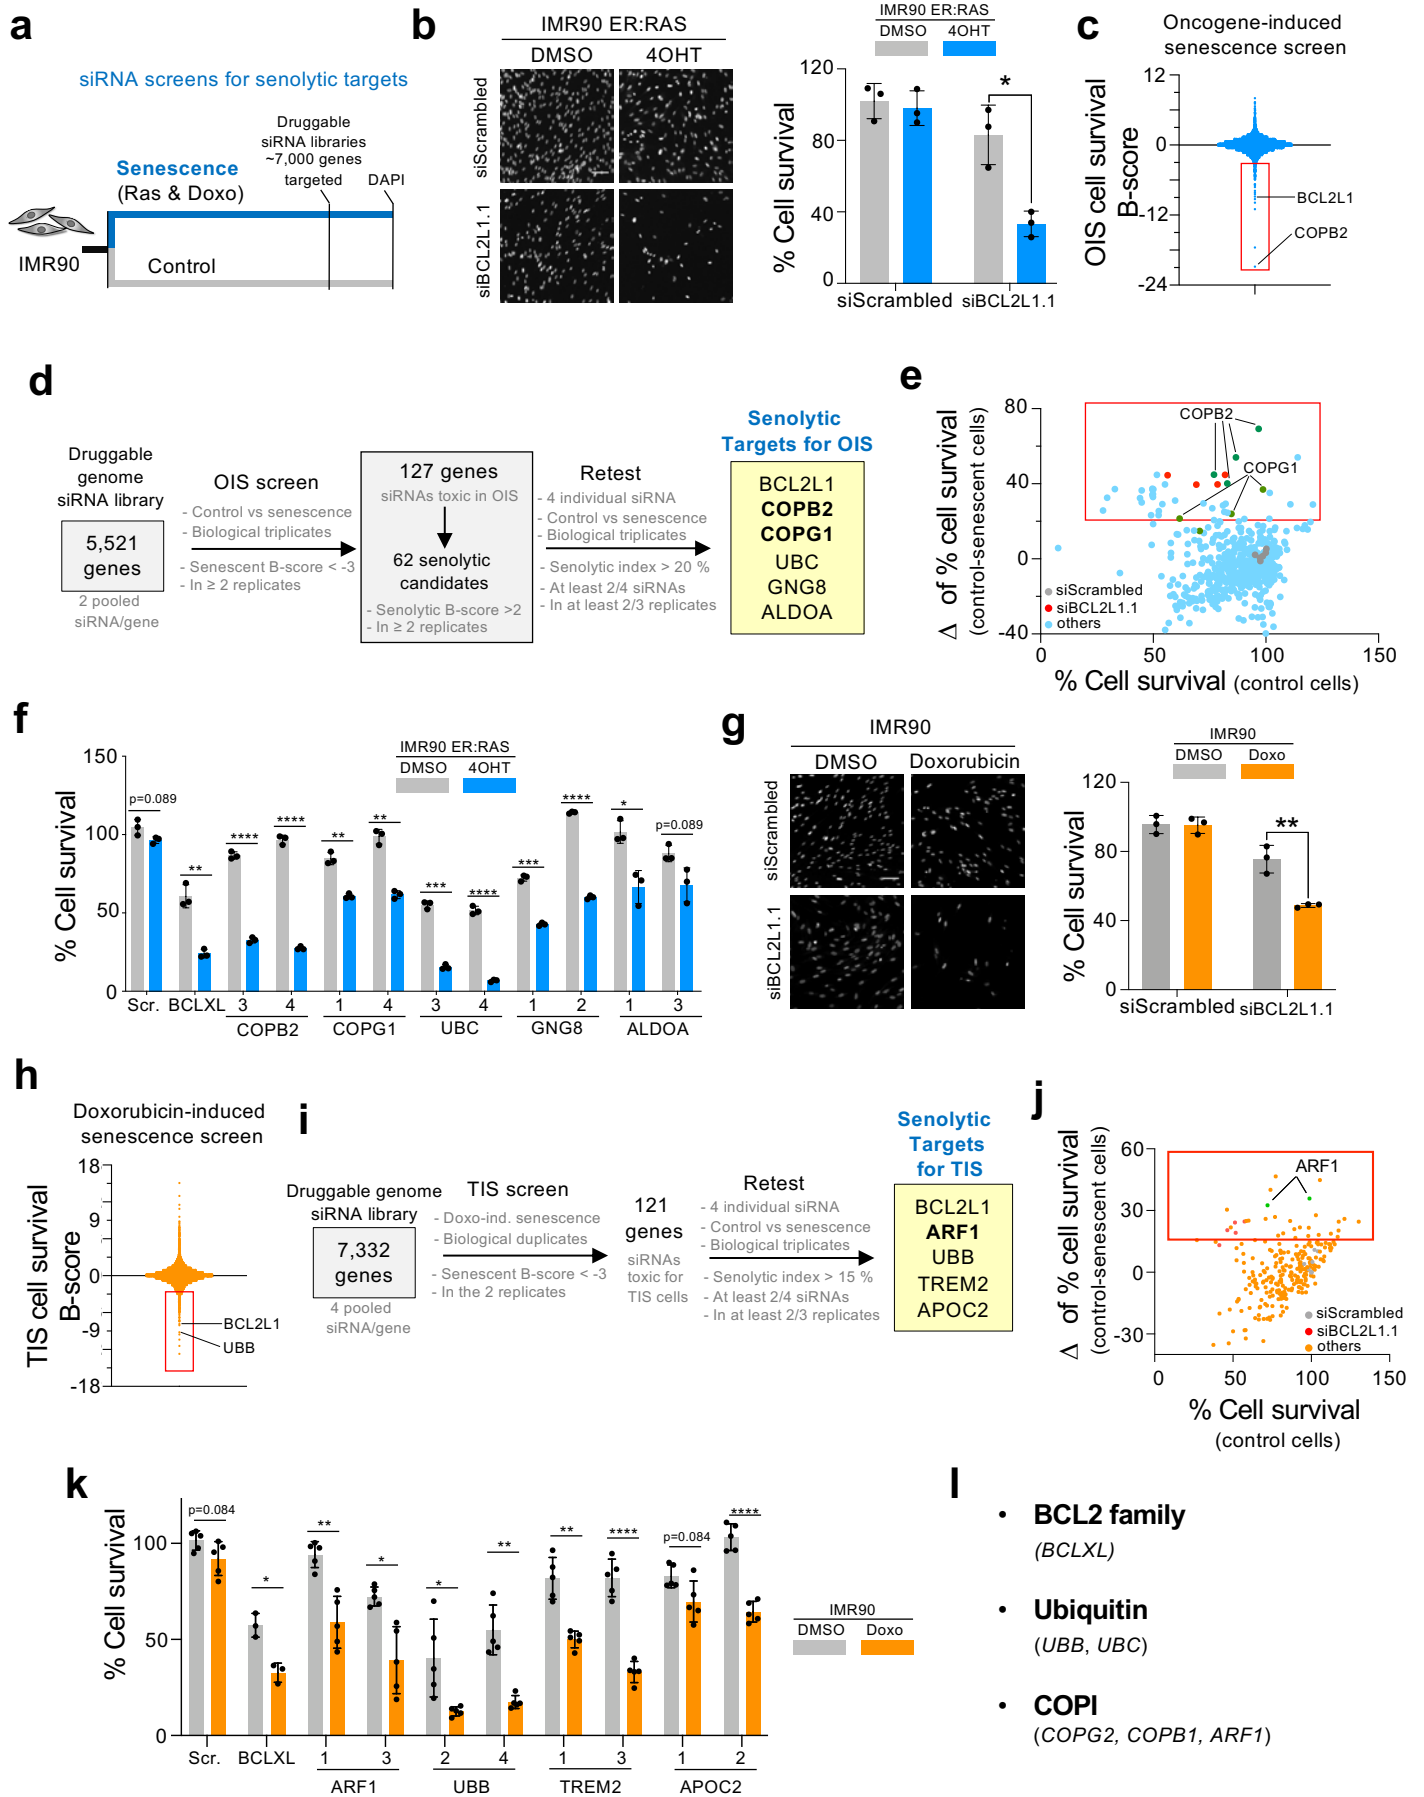 a
siRNA screens for senolytic targets
Druggable
siRNA libraries
~7,000 genes
targeted
DAPI
Senescence
(Ras & Doxo)
IMR90
Control
b
IMR90 ER:RAS
DMSO 4OHT
siScrambled
siBCL2L1.1
IMR90 ER:RAS
DMSO 4OHT
% Cell survival
120
80
40
0
*
siScrambled siBCL2L1.1
c
Oncogene-induced
senescence screen
OIS cell survival
B-score
12
0
-12
-24
BCL2L1
COPB2
d
Druggable
genome
siRNA library
5,521
genes
2 pooled
siRNA/gene
OIS screen
- Control vs senescence
- Biological triplicates
- Senescent B-score < -3
- In ≥ 2 replicates
127 genes
siRNAs toxic in OIS
62 senolytic
candidates
- Senolytic B-score >2
- In ≥ 2 replicates
Retest
- 4 individual siRNA
- Control vs senescence
- Biological triplicates
- Senolytic index > 20 %
- At least 2/4 siRNAs
- In at least 2/3 replicates
Senolytic
Targets for OIS
BCL2L1
COPB2
COPG1
UBC
GNG8
ALDOA
e
Δ of % cell survival
(control-senescent cells)
80
40
0
-40
COPB2
COPG1
siScrambled
siBCL2L1.1
others
0 50 100 150
% Cell survival (control cells)
f
% Cell survival
150
100
50
0
IMR90 ER:RAS
DMSO 4OHT
p=0.089
**
****
****
**
**
***
****
***
****
*
p=0.089
Scr. BCLXL 3 4 1 4 3 4 1 2 1 3
COPB2 COPG1 UBC GNG8 ALDOA
g
IMR90
DMSO Doxorubicin
siScrambled
siBCL2L1.1
IMR90
DMSO Doxo
% Cell survival
120
80
40
0
**
siScrambled siBCL2L1.1
h
Doxorubicin-induced
senescence screen
TIS cell survival
B-score
18
9
0
-9
-18
BCL2L1
UBB
i
Druggable genome
siRNA library
7,332
genes
4 pooled
siRNA/gene
TIS screen
- Doxo-ind. senescence
- Biological duplicates
- Senescent B-score < -3
- In the 2 replicates
121
genes
siRNAs
toxic for
TIS cells
Retest
- 4 individual siRNA
- Control vs senescence
- Biological triplicates
- Senolytic index > 15 %
- At least 2/4 siRNAs
- In at least 2/3 replicates
Senolytic
Targets
for TIS
BCL2L1
ARF1
UBB
TREM2
APOC2
j
Δ of % cell survival
(control-senescent cells)
60
30
0
-30
ARF1
siScrambled
siBCL2L1.1
others
0 50 100 150
% Cell survival
(control cells)
k
% Cell survival
100
50
0
p=0.084
*
**
*
*
**
**
****
p=0.084
****
Scr. BCLXL 1 3 2 4 1 3 1 2
ARF1 UBB TREM2 APOC2
IMR90
DMSO Doxo
l
• BCL2 family
(BCLXL)
• Ubiquitin
(UBB, UBC)
• COPI
(COPG2, COPB1, ARF1)